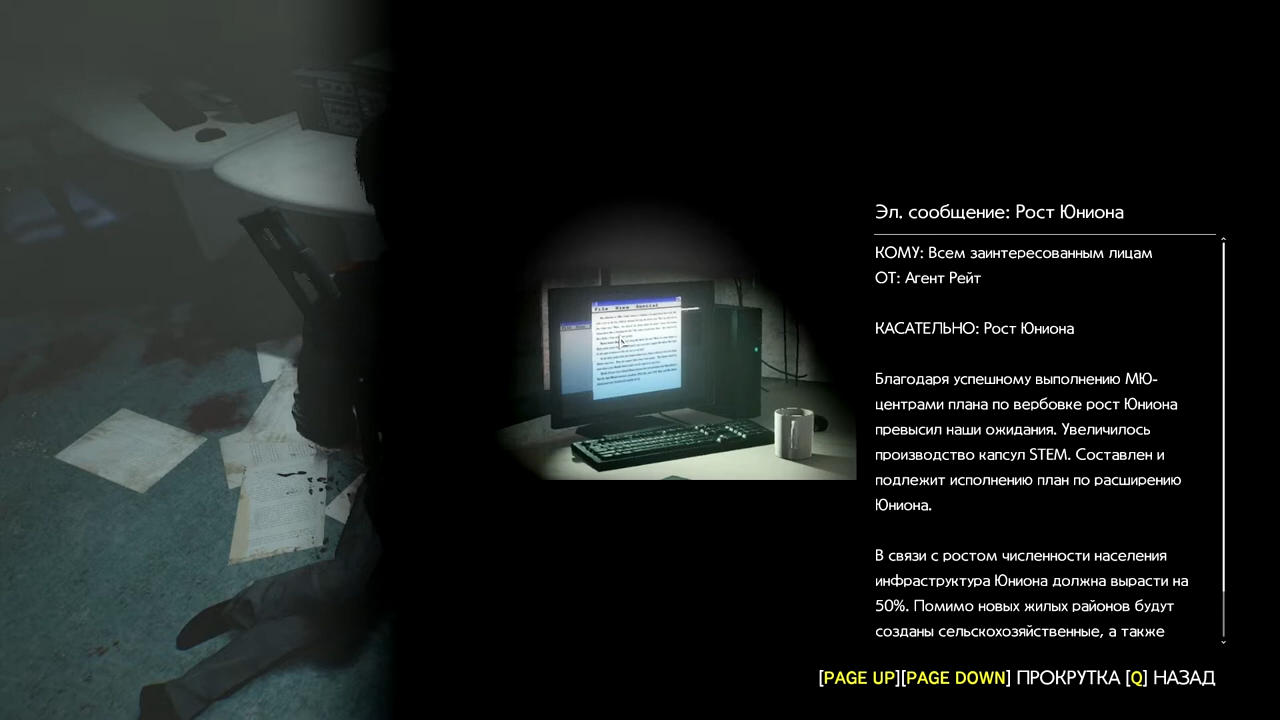 Эл. сообщение: Рост Юниона
КОМУ: Всем заинтересованным лицам
ОТ: Агент Рейт
КАСАТЕЛЬНО: Рост Юниона
Благодаря успешному выполнению МЮ-
центрами плана по вербовке рост Юниона
превысил наши ожидания. Увеличилось
производство капсул STEM. Составлен и
подлежит исполнению план по расширению
Юниона.
В связи с ростом численности населения
инфраструктура Юниона должна вырасти на
50%. Помимо новых жилых районов будут
созданы сельскохозяйственные, а также
[PAGE UP][PAGE DOWN] ПРОКРУТКА [Q] НАЗАД